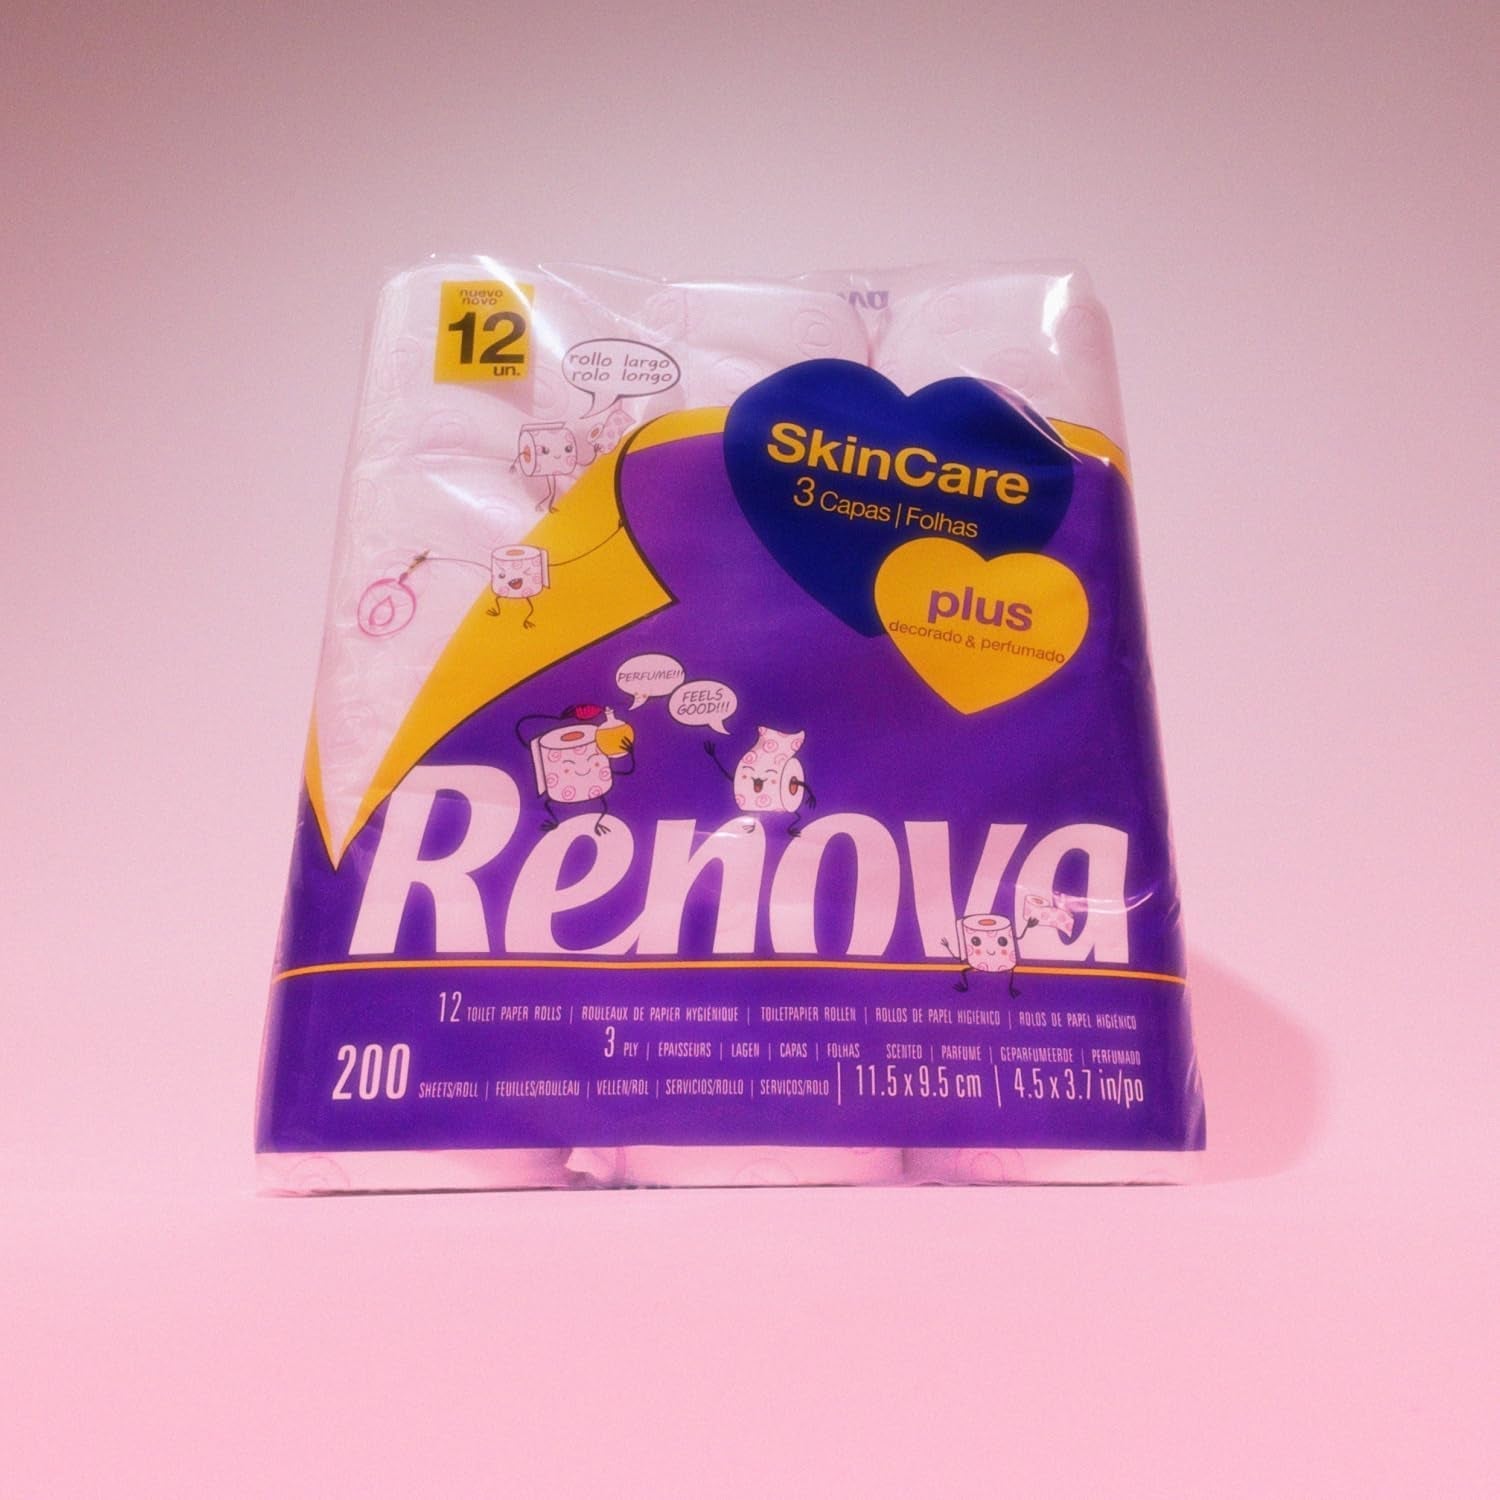 nuevo
novo
12
un.
rollo largo
rolo longo
SkinCare
3 Capas | Folhas
plus
decorado & perfumado
PERFUME!!!
FEELS
GOOD!!!
Renova
12 TOILET PAPER ROLLS | ROULEAUX DE PAPIER HYGIÉNIQUE | TOILETPAPIER ROLLEN | ROLLOS DE PAPEL HIGIÉNICO | ROLOS DE PAPEL HIGIÉNICO
3 PLY | EPAISSEURS | LAGEN | CAPAS | FOLHAS SCENTED | PARFUMÉ | GEPARFUMEERDE | PERFUMADO
200 SHEETS/ROLL | FEUILLES/ROULEAU | VELLEN/ROL | SERVICIOS/ROLLO | SERVIÇOS/ROLO | 11.5 x 9.5 cm | 4.5 x 3.7 in/po